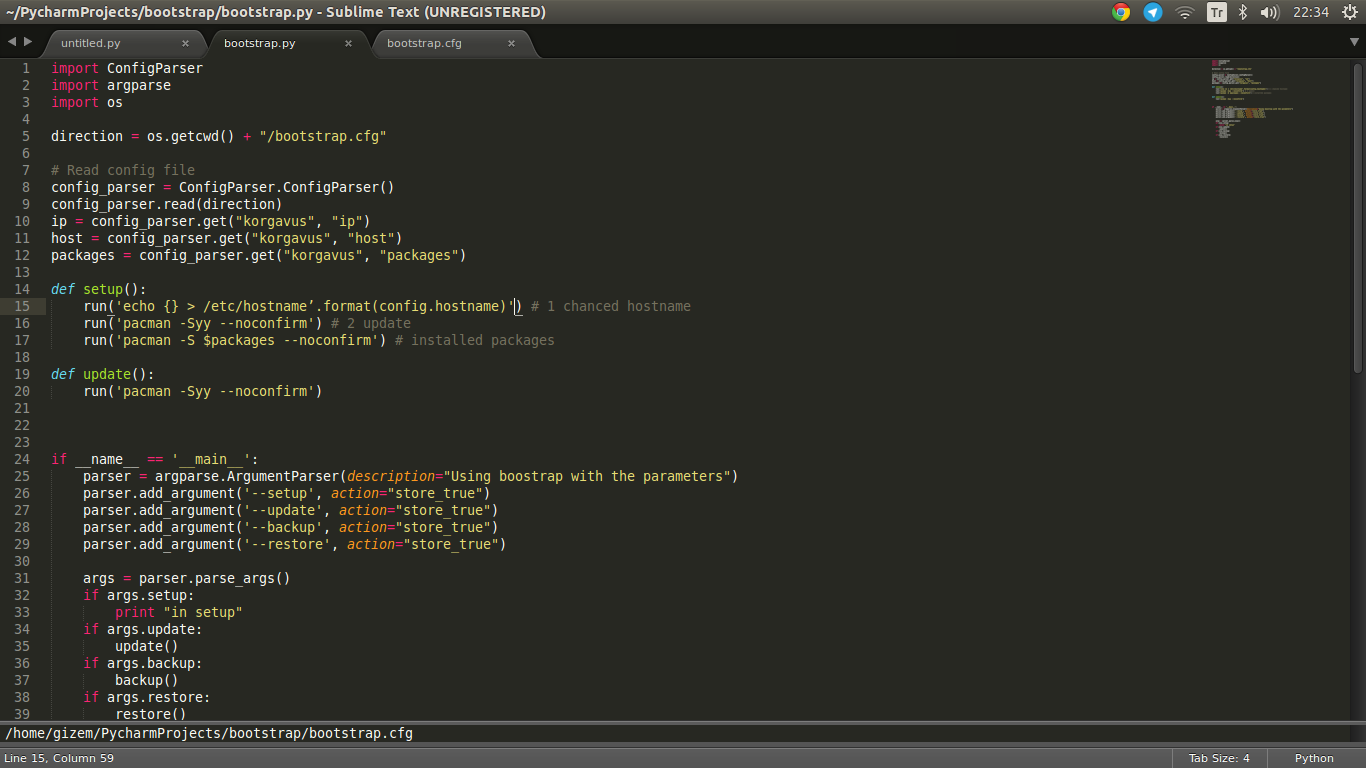 ~/PycharmProjects/bootstrap/bootstrap.py - Sublime Text (UNREGISTERED)
Tr
22:34
untitled.py ×
bootstrap.py ×
bootstrap.cfg ×
1 import ConfigParser
2 import argparse
3 import os
4
5 direction = os.getcwd() + "/bootstrap.cfg"
6
7 # Read config file
8 config_parser = ConfigParser.ConfigParser()
9 config_parser.read(direction)
10 ip = config_parser.get("korgavus", "ip")
11 host = config_parser.get("korgavus", "host")
12 packages = config_parser.get("korgavus", "packages")
13
14 def setup():
15 run('echo {} > /etc/hostname’.format(config.hostname)') # 1 chanced hostname
16 run('pacman -Syy --noconfirm') # 2 update
17 run('pacman -S $packages --noconfirm') # installed packages
18
19 def update():
20 run('pacman -Syy --noconfirm')
21
22
23
24 if __name__ == '__main__':
25 parser = argparse.ArgumentParser(description="Using boostrap with the parameters")
26 parser.add_argument('--setup', action="store_true")
27 parser.add_argument('--update', action="store_true")
28 parser.add_argument('--backup', action="store_true")
29 parser.add_argument('--restore', action="store_true")
30
31 args = parser.parse_args()
32 if args.setup:
33 print "in setup"
34 if args.update:
35 update()
36 if args.backup:
37 backup()
38 if args.restore:
39 restore()
/home/gizem/PycharmProjects/bootstrap/bootstrap.cfg
Line 15, Column 59
Tab Size: 4
Python